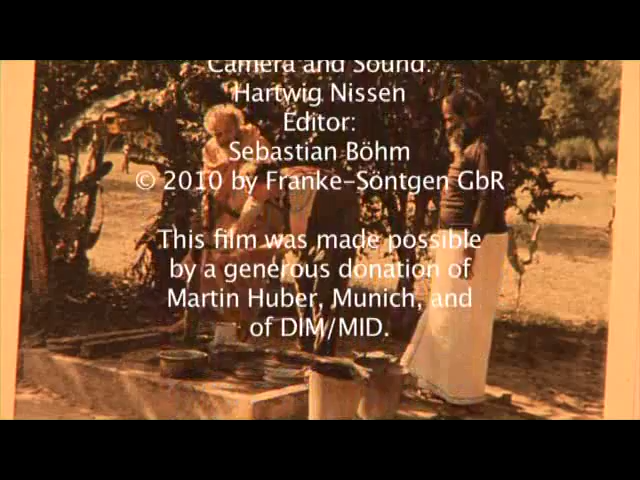 Camera and Sound:
Hartwig Nissen
Editor:
Sebastian Böhm
© 2010 by Franke-Söntgen GbR
This film was made possible
by a generous donation of
Martin Huber, Munich, and
of DIM/MID.